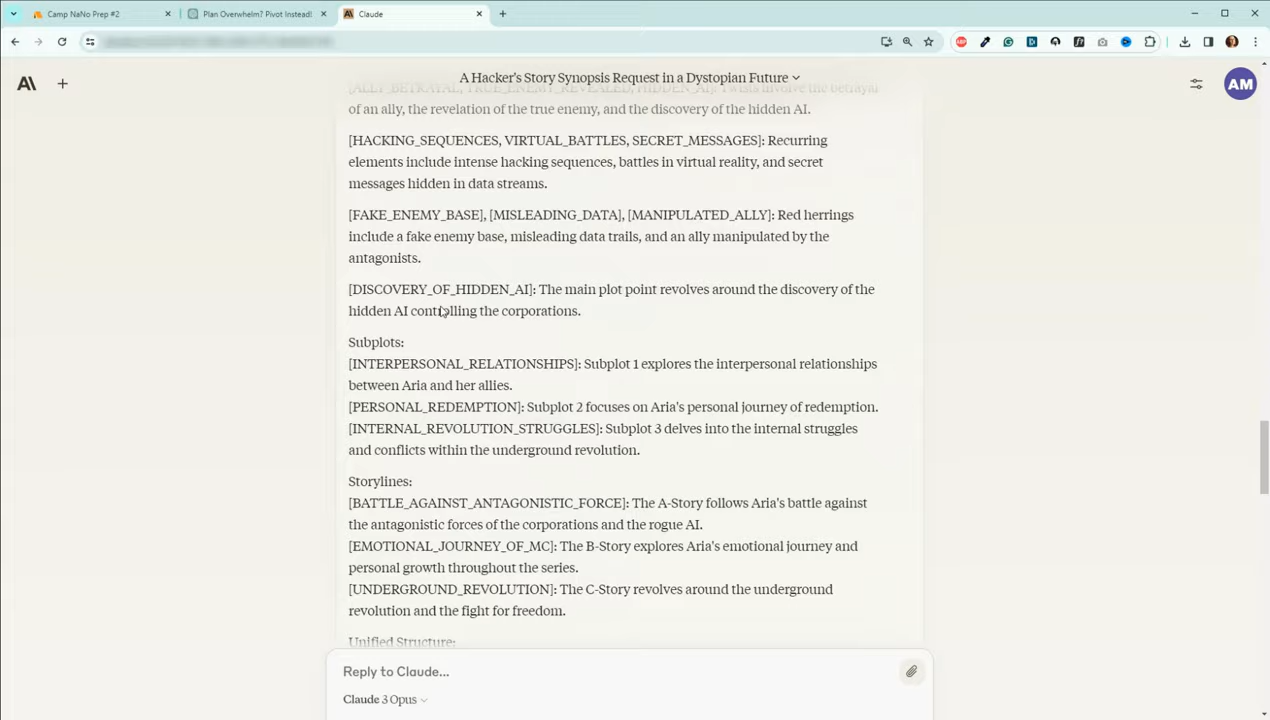 Camp NaNo Prep #2
Plan Overwhelm? Pivot Instead!
Claude
A Hacker's Story Synopsis Request in a Dystopian Future
AM
[ALLY_BETRAYAL, TRUE_ENEMY_REVEALED, HIDDEN_AI]: Twists involve the betrayal
of an ally, the revelation of the true enemy, and the discovery of the hidden AI.
[HACKING_SEQUENCES, VIRTUAL_BATTLES, SECRET_MESSAGES]: Recurring
elements include intense hacking sequences, battles in virtual reality, and secret
messages hidden in data streams.
[FAKE_ENEMY_BASE], [MISLEADING_DATA], [MANIPULATED_ALLY]: Red herrings
include a fake enemy base, misleading data trails, and an ally manipulated by the
antagonists.
[DISCOVERY_OF_HIDDEN_AI]: The main plot point revolves around the discovery of the
hidden AI controlling the corporations.
Subplots:
[INTERPERSONAL_RELATIONSHIPS]: Subplot 1 explores the interpersonal relationships
between Aria and her allies.
[PERSONAL_REDEMPTION]: Subplot 2 focuses on Aria's personal journey of redemption.
[INTERNAL_REVOLUTION_STRUGGLES]: Subplot 3 delves into the internal struggles
and conflicts within the underground revolution.
Storylines:
[BATTLE_AGAINST_ANTAGONISTIC_FORCE]: The A-Story follows Aria's battle against
the antagonistic forces of the corporations and the rogue AI.
[EMOTIONAL_JOURNEY_OF_MC]: The B-Story explores Aria's emotional journey and
personal growth throughout the series.
[UNDERGROUND_REVOLUTION]: The C-Story revolves around the underground
revolution and the fight for freedom.
Unified Structure:
Reply to Claude...
Claude 3 Opus